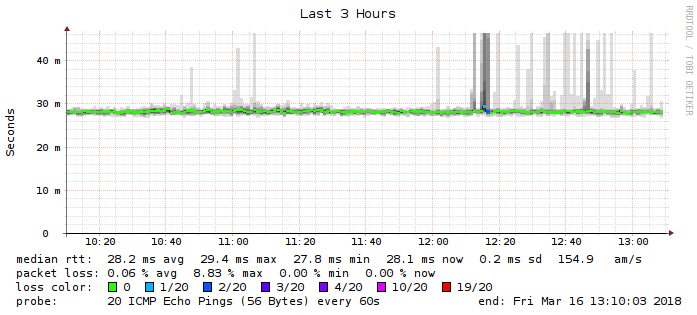 Last 3 Hours
RRDTOOL / TOBI OETIKER
Seconds
40 m
30 m
20 m
10 m
0
10:20 10:40 11:00 11:20 11:40 12:00 12:20 12:40 13:00
median rtt: 28.2 ms avg 29.4 ms max 27.8 ms min 28.1 ms now 0.2 ms sd 154.9 am/s
packet loss: 0.06 % avg 8.83 % max 0.00 % min 0.00 % now
loss color: 0 1/20 2/20 3/20 4/20 10/20 19/20
probe: 20 ICMP Echo Pings (56 Bytes) every 60s end: Fri Mar 16 13:10:03 2018